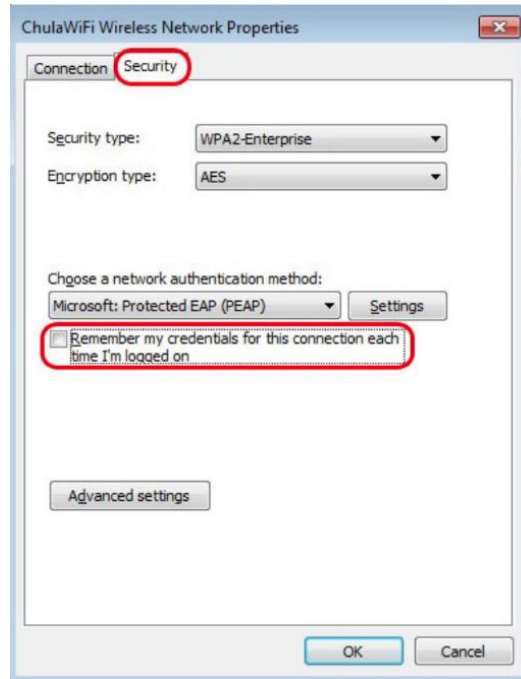 ChulaWiFi Wireless Network Properties
Connection Security
Security type: WPA2-Enterprise
Encryption type: AES
Choose a network authentication method:
Microsoft: Protected EAP (PEAP) Settings
Remember my credentials for this connection each
time I'm logged on
Advanced settings
OK Cancel